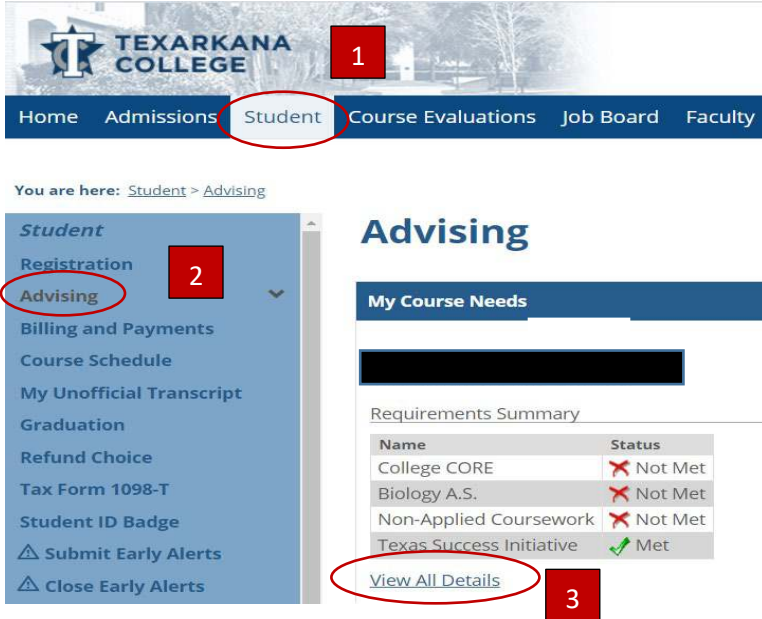 TEXARKANA
COLLEGE
1
Home Admissions Student Course Evaluations Job Board Faculty
You are here: Student > Advising
Student
Registration
2
Advising
Billing and Payments
Course Schedule
My Unofficial Transcript
Graduation
Refund Choice
Tax Form 1098-T
Student ID Badge
Submit Early Alerts
Close Early Alerts
Advising
My Course Needs
Requirements Summary
Name Status
College CORE Not Met
Biology A.S. Not Met
Non-Applied Coursework Not Met
Texas Success Initiative Met
View All Details
3